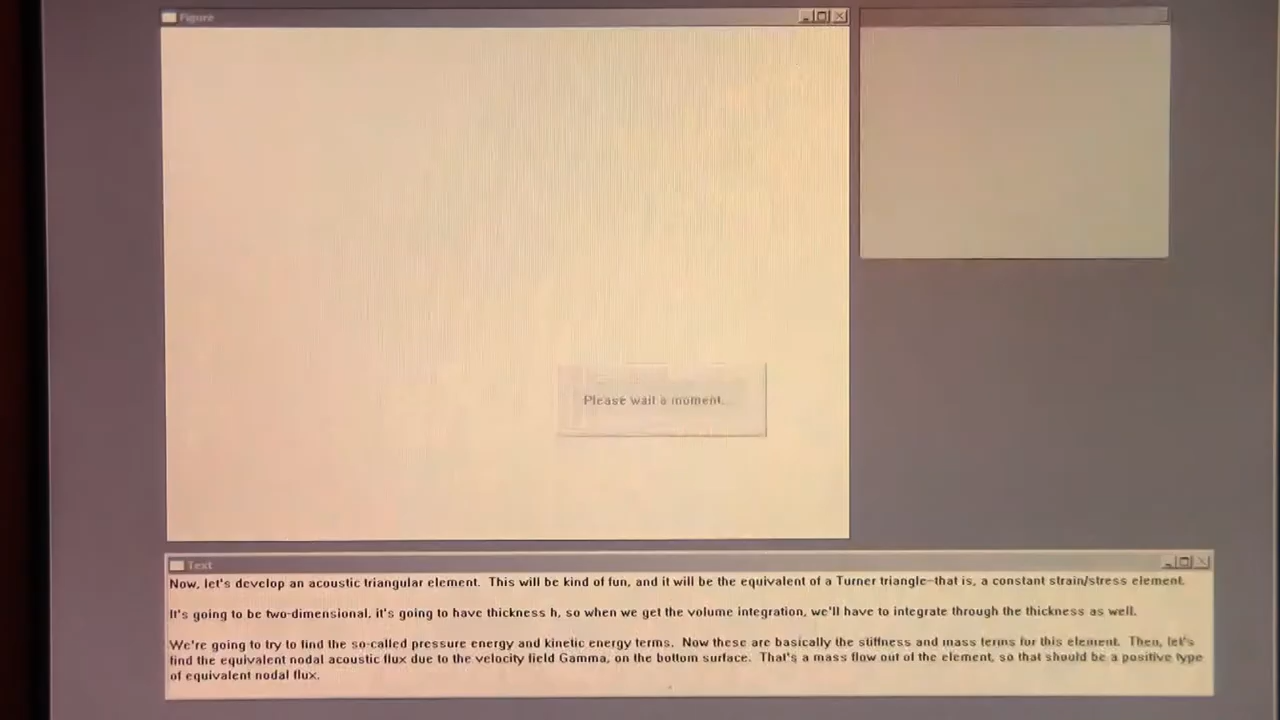 Figure
Please wait a moment...
Text
Now, let's develop an acoustic triangular element. This will be kind of fun, and it will be the equivalent of a Turner triangle-that is, a constant strain/stress element.
It's going to be two-dimensional, it's going to have thickness h, so when we get the volume integration, we'll have to integrate through the thickness as well.
We're going to try to find the so-called pressure energy and kinetic energy terms. Now these are basically the stiffness and mass terms for this element. Then, let's
find the equivalent nodal acoustic flux due to the velocity field Gamma, on the bottom surface. That's a mass flow out of the element, so that should be a positive type
of equivalent nodal flux.